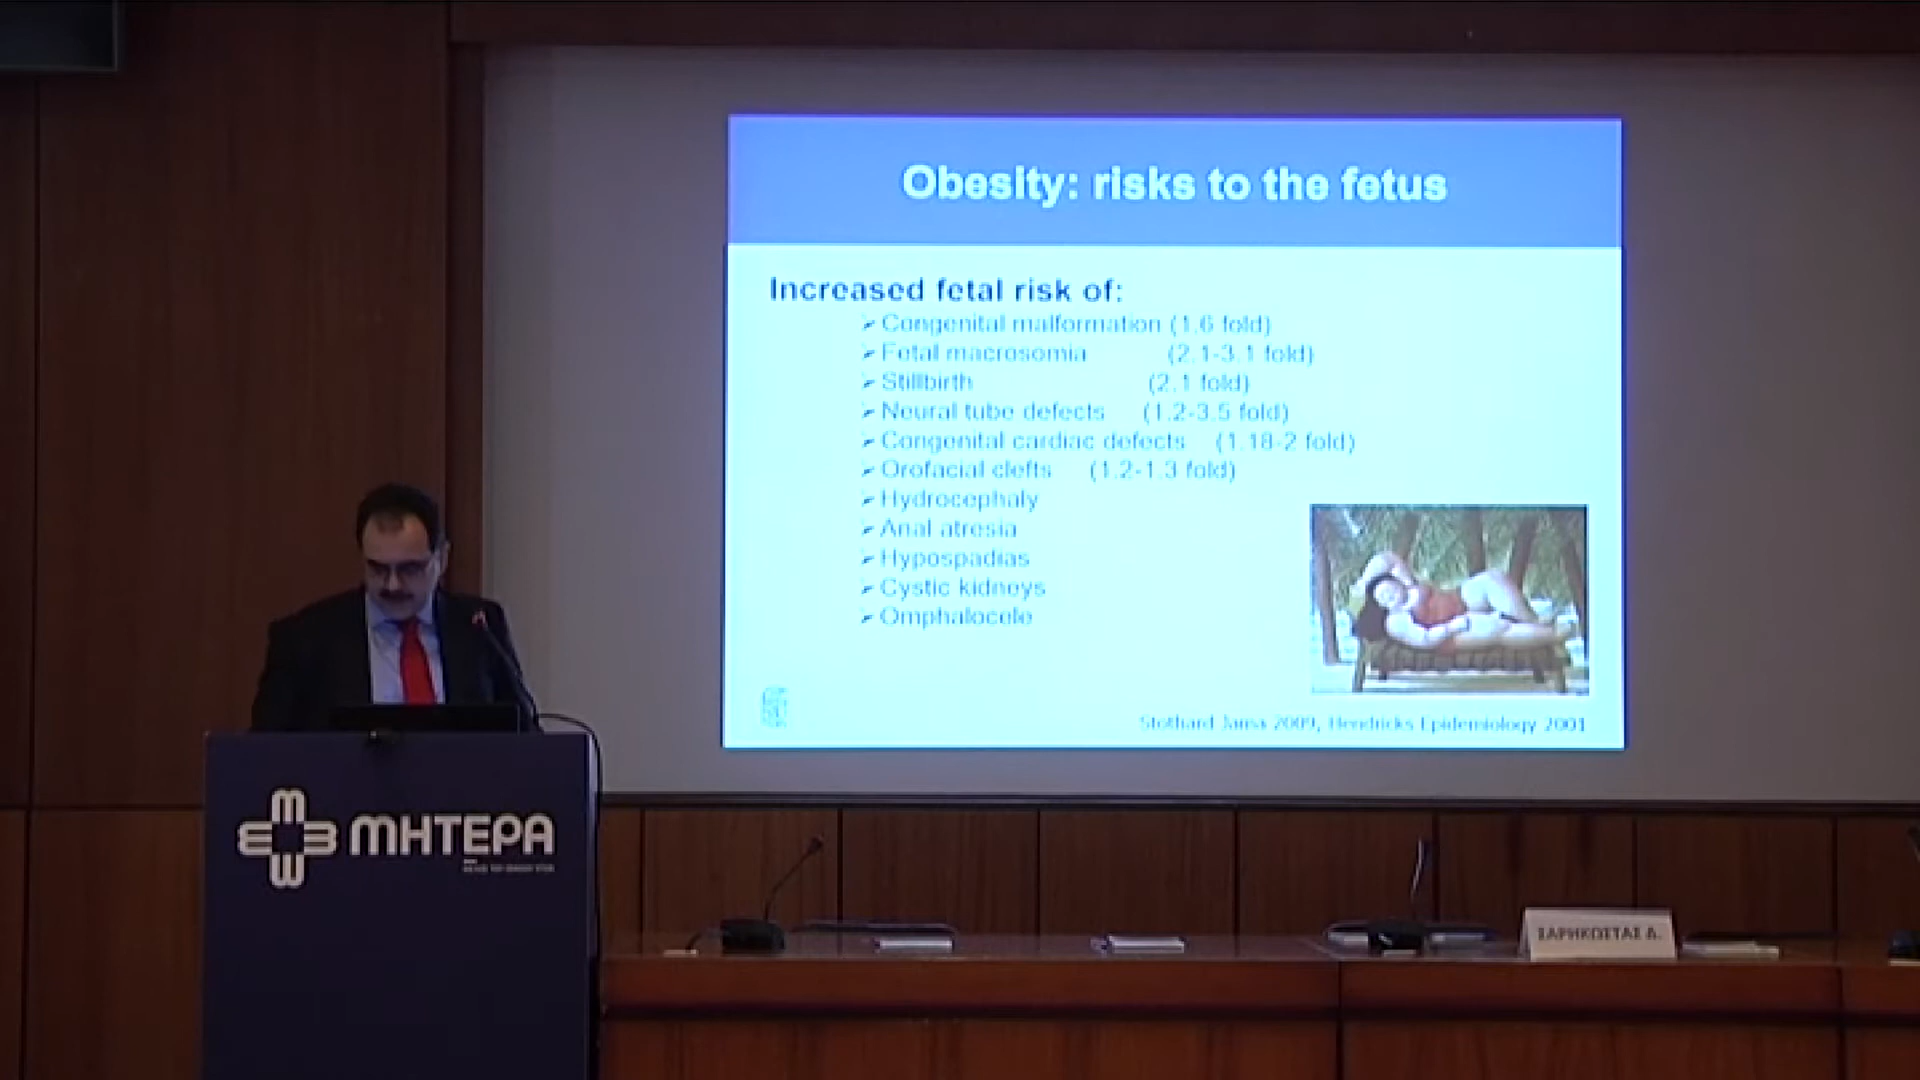 Obesity: risks to the fetus
Increased fetal risk of:
➢ Congenital malformation (1.6 fold)
➢ Fetal macrosomia (2.1-3.1 fold)
➢ Stillbirth (2.1 fold)
➢ Neural tube defects (1.2-3.5 fold)
➢ Congenital cardiac defects (1.18-2 fold)
➢ Orofacial clefts (1.2-1.3 fold)
➢ Hydrocephaly
➢ Anal atresia
➢ Hypospadias
➢ Cystic kidneys
➢ Omphalocele
Stothard Jama 2009, Hendricks Epidemiology 2001
ΜΗΤΕΡΑ
ΣΑΡΗΚΩΣΤΑΣ Δ.